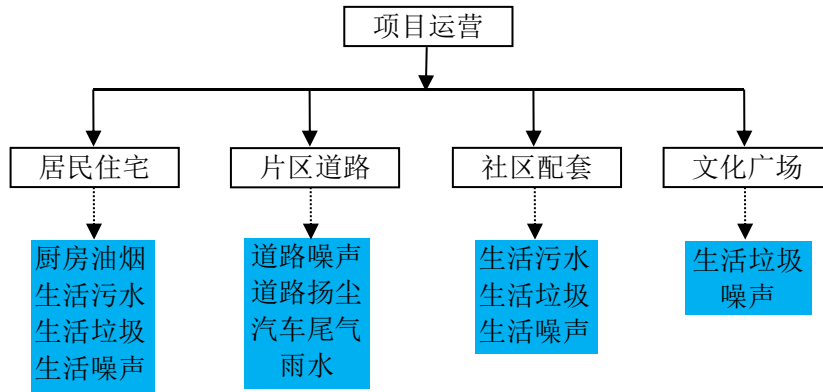 项目运营
居民住宅
片区道路
社区配套
文化广场
厨房油烟
生活污水
生活垃圾
生活噪声
道路噪声
道路扬尘
汽车尾气
雨水
生活污水
生活垃圾
生活噪声
生活垃圾
噪声